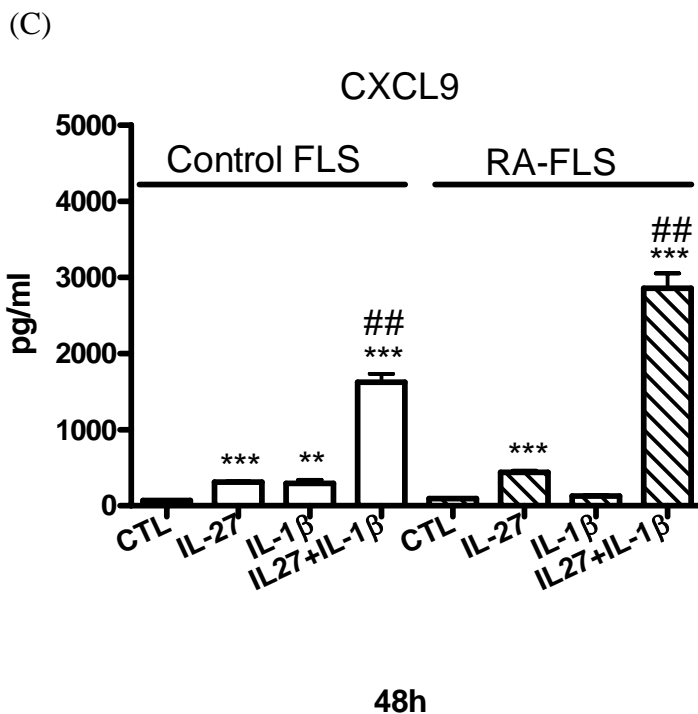 (C)
CXCL9
5000
4000
3000
2000
1000
0
pg/ml
Control FLS
RA-FLS
***
**
##
***
***
##
***
CTL
IL-27
IL-1β
IL27+IL-1β
CTL
IL-27
IL-1β
IL27+IL-1β
48h